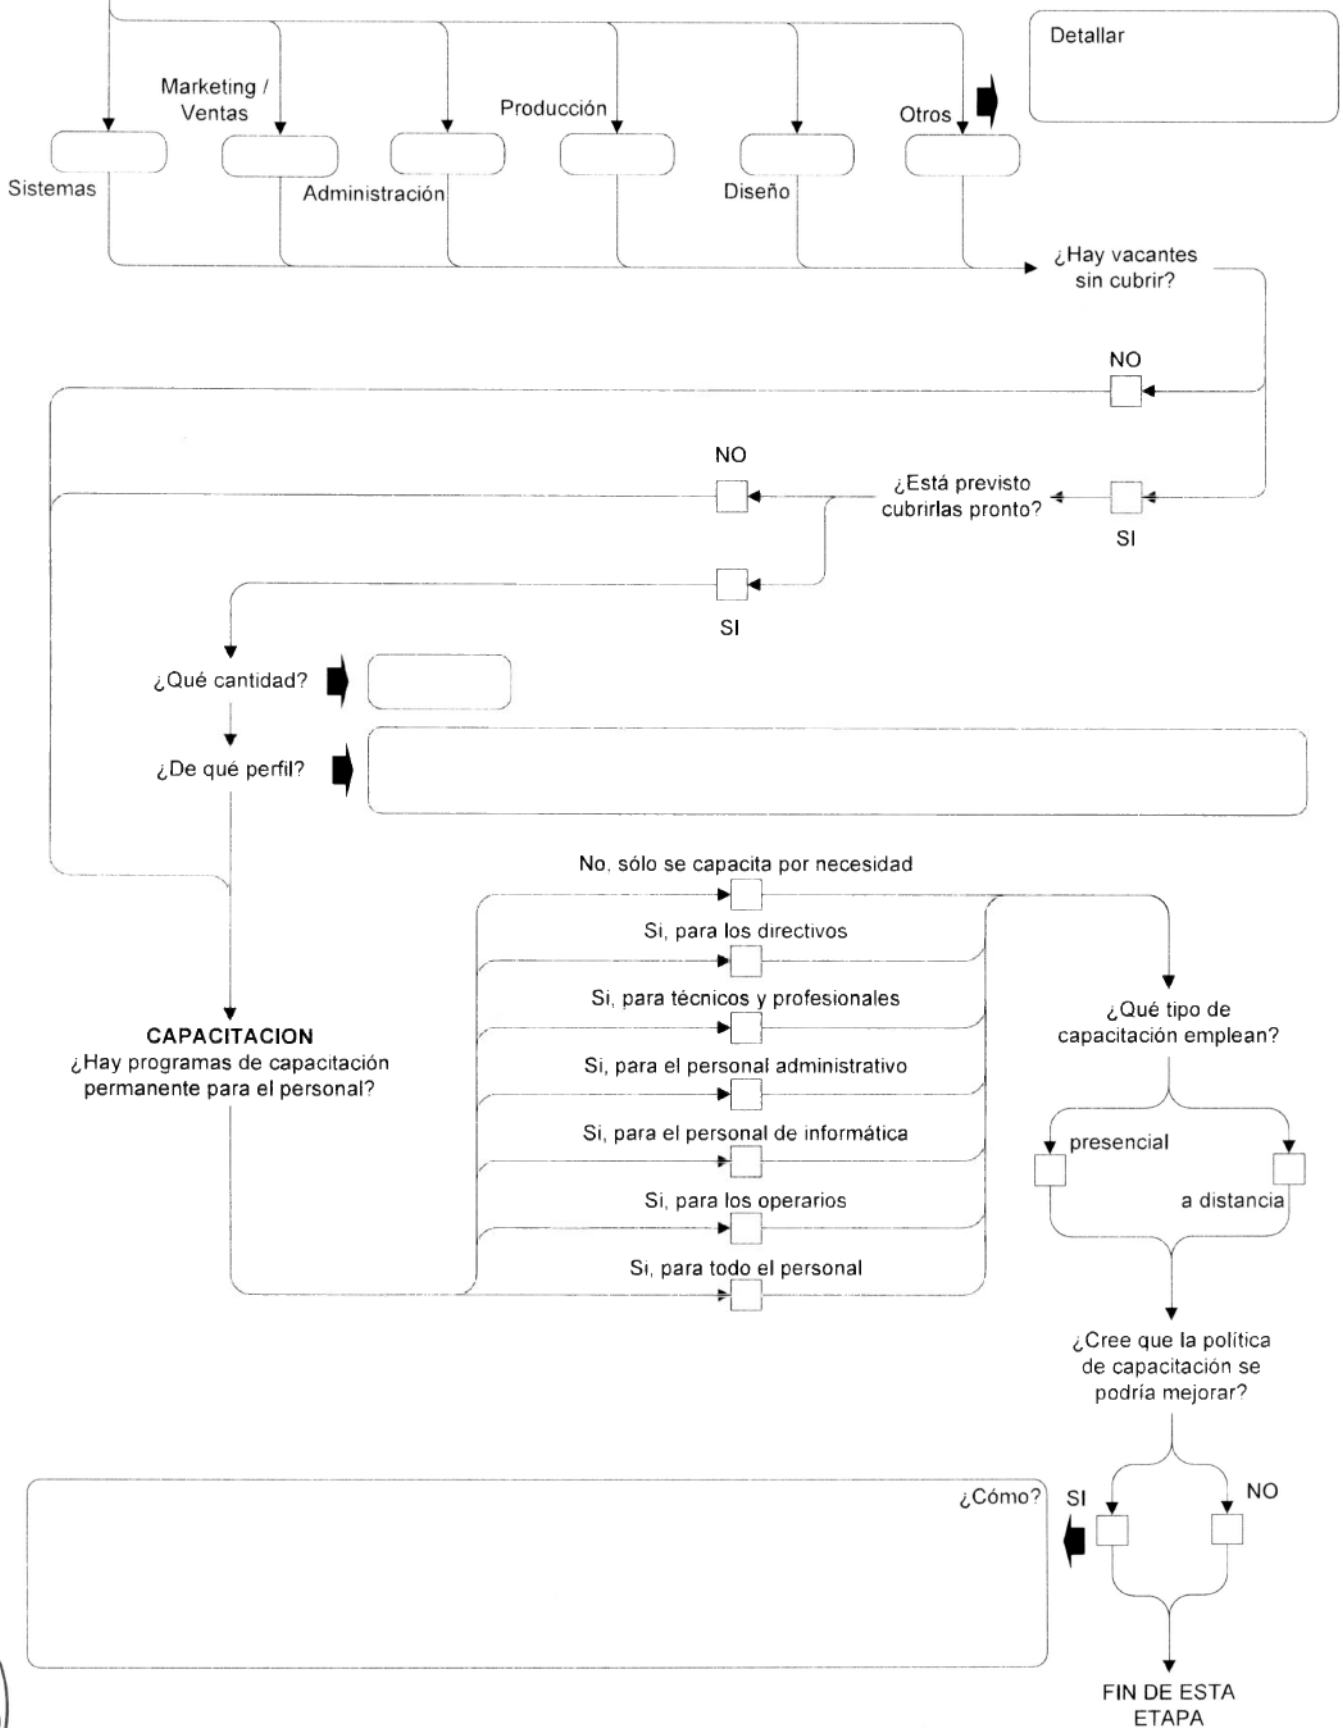 Detallar
Marketing /
Ventas
Producción
Otros
Sistemas
Administración
Diseño
¿Hay vacantes
sin cubrir?
NO
NO
¿Está previsto
cubrirlas pronto?
SI
SI
¿Qué cantidad?
¿De qué perfil?
No, sólo se capacita por necesidad
Si, para los directivos
Si, para técnicos y profesionales
¿Qué tipo de
capacitación emplean?
CAPACITACION
¿Hay programas de capacitación
permanente para el personal?
Si, para el personal administrativo
Si, para el personal de informática
presencial
Si, para los operarios
a distancia
Si, para todo el personal
¿Cree que la política
de capacitación se
podría mejorar?
¿Cómo?
SI
NO
FIN DE ESTA
ETAPA